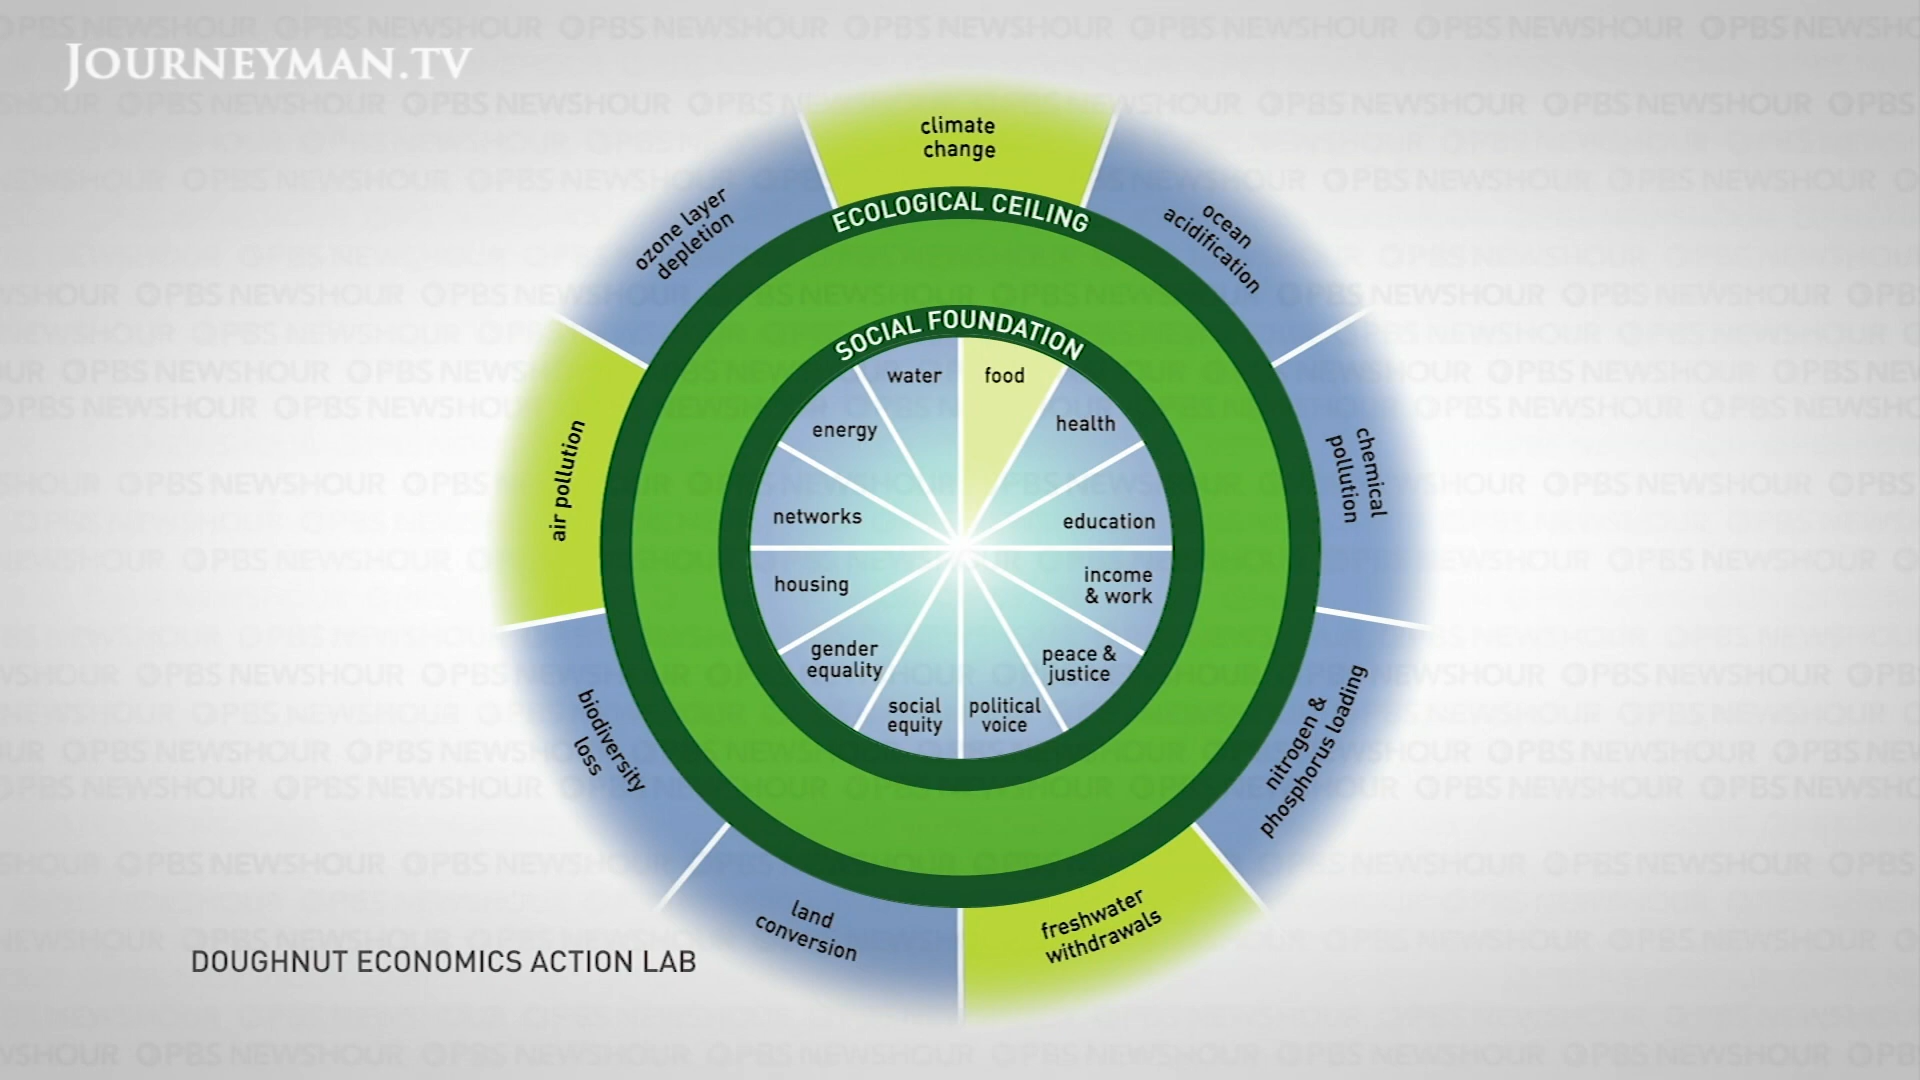 JOURNEYMAN.TV
PBS NEWSHOUR
climate
change
ECOLOGICAL CEILING
ozone layer
depletion
ocean
acidification
SOCIAL FOUNDATION
water
food
energy
health
air pollution
chemical
pollution
networks
education
housing
income
& work
gender
equality
peace &
justice
social
equity
political
voice
biodiversity
loss
nitrogen &
phosphorus loading
land
conversion
freshwater
withdrawals
DOUGHNUT ECONOMICS ACTION LAB